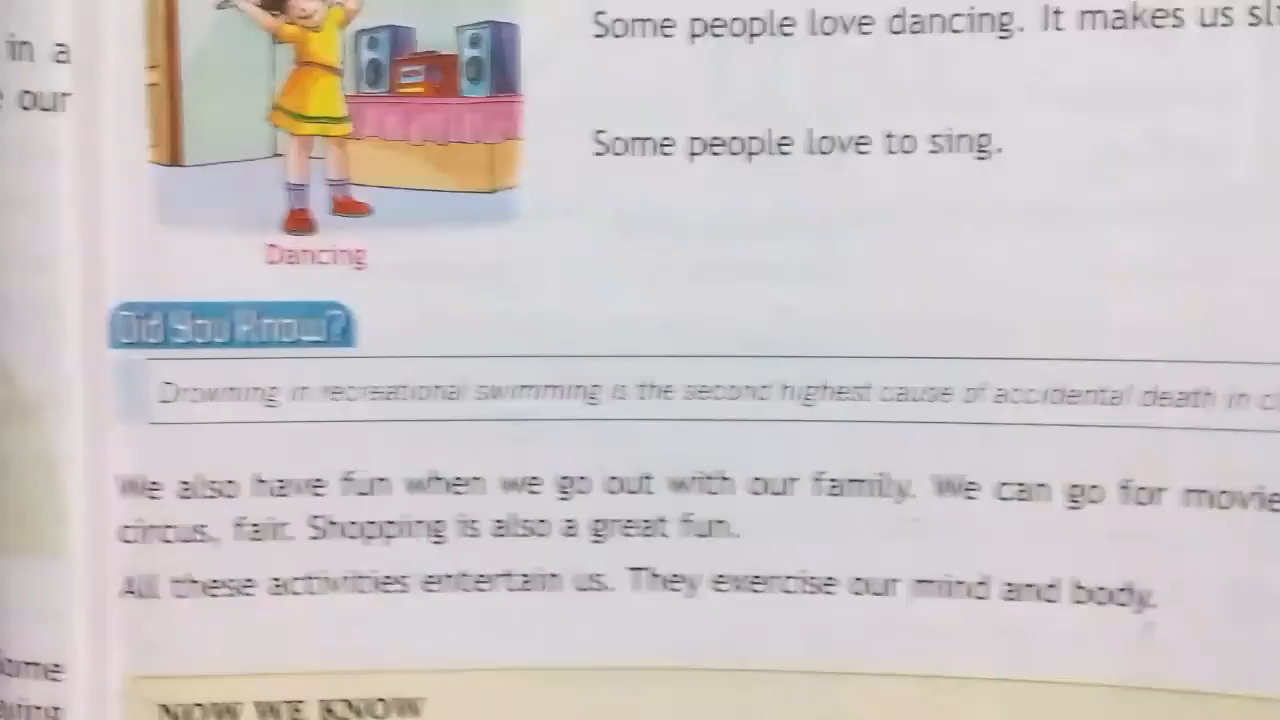 in a
our
Some people love dancing. It makes us
Some people love to sing.
Dancing
Did You Know?
Drowning in recreational swimming is the second highest cause of accidental death in
We also have fun when we go out with our family. We can go for movie
circus, fair. Shopping is also a great fun.
All these activities entertain us. They exercise our mind and body.
NOW WE KNOW